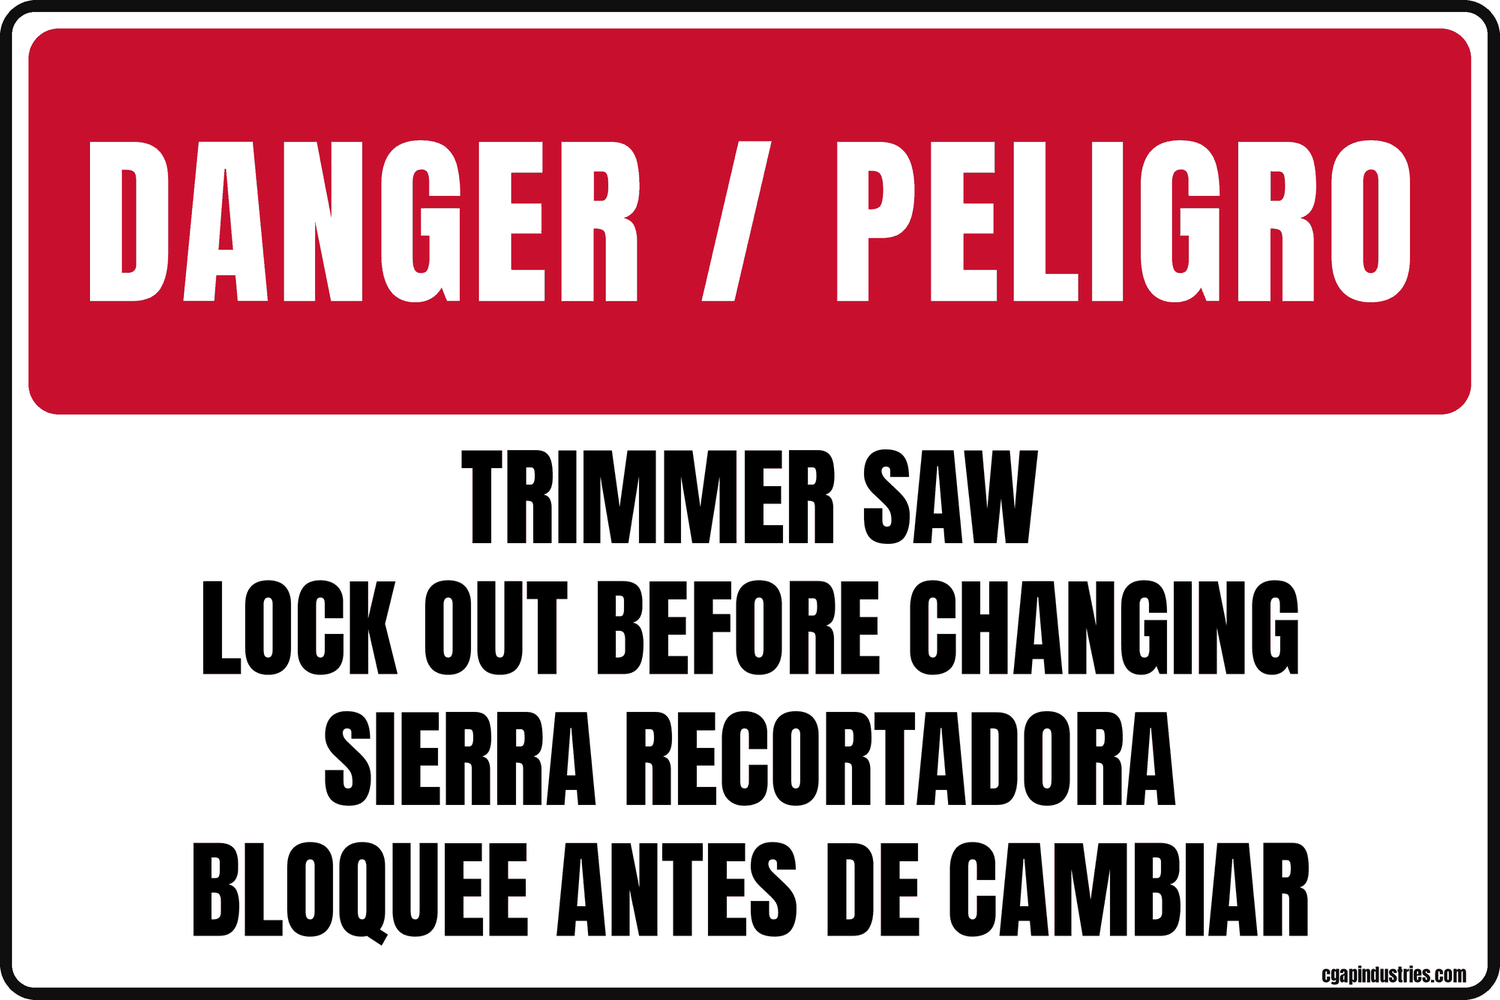 DANGER / PELIGRO
TRIMMER SAW
LOCK OUT BEFORE CHANGING
SIERRA RECORTADORA
BLOQUEE ANTES DE CAMBIAR
cgapindustries.com